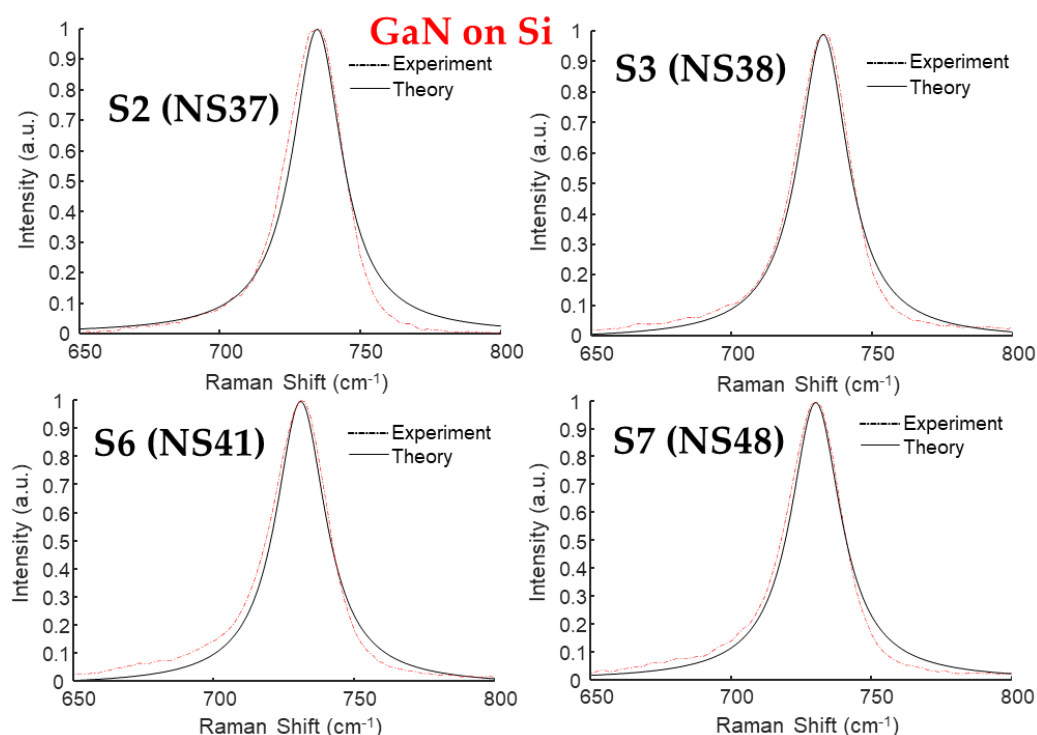 GaN on Si
S2 (NS37)
Experiment
Theory
Intensity (a.u.)
1
0.9
0.8
0.7
0.6
0.5
0.4
0.3
0.2
0.1
0
650
700
750
800
Raman Shift (cm⁻¹)
S3 (NS38)
Experiment
Theory
Intensity (a.u.)
1
0.9
0.8
0.7
0.6
0.5
0.4
0.3
0.2
0.1
0
650
700
750
800
Raman Shift (cm⁻¹)
S6 (NS41)
Experiment
Theory
Intensity (a.u.)
1
0.9
0.8
0.7
0.6
0.5
0.4
0.3
0.2
0.1
0
650
700
750
800
Raman Shift (cm⁻¹)
S7 (NS48)
Experiment
Theory
Intensity (a.u.)
1
0.9
0.8
0.7
0.6
0.5
0.4
0.3
0.2
0.1
0
650
700
750
800
Raman Shift (cm⁻¹)